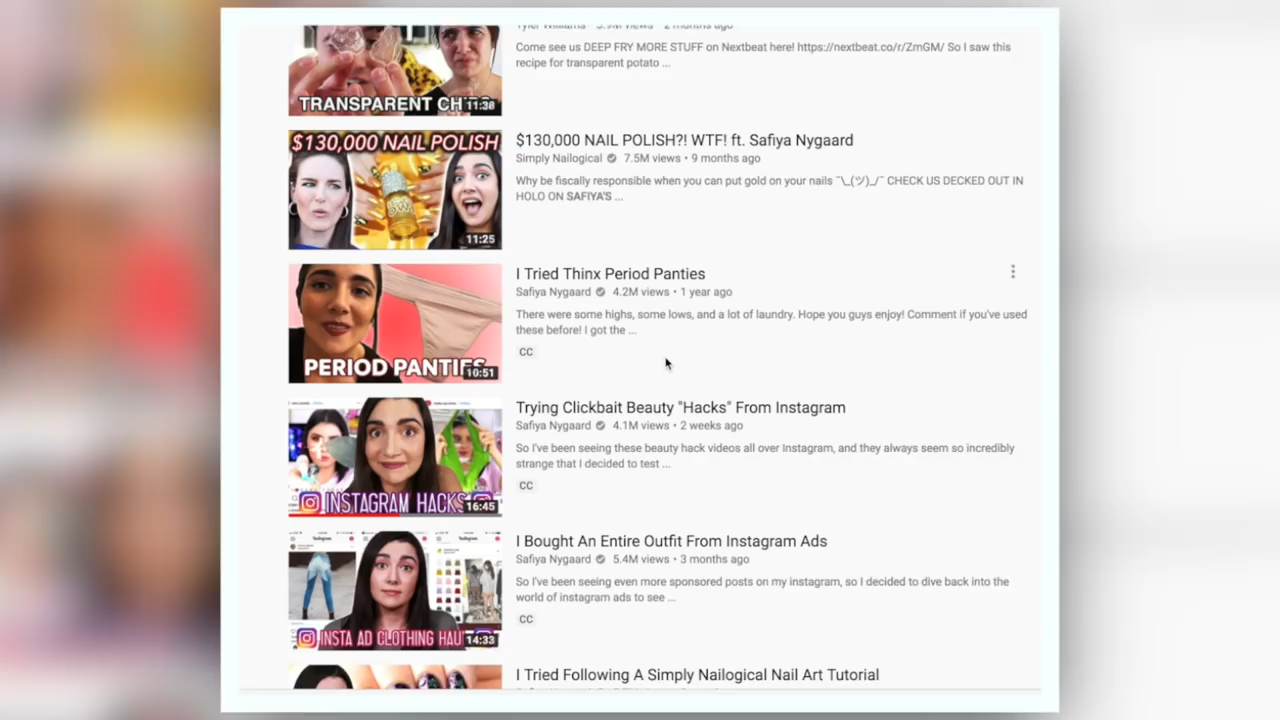 Tyler Williams 3.9M views • 2 months ago
Come see us DEEP FRY MORE STUFF on Nextbeat here! https://nextbeat.co/r/ZmGM/ So I saw this
recipe for transparent potato ...
TRANSPARENT
11:38
$130,000 NAIL POLISH
11:25
$130,000 NAIL POLISH?! WTF! ft. Safiya Nygaard
Simply Nailogical 7.5M views • 9 months ago
Why be fiscally responsible when you can put gold on your nails ¯\_(ツ)_/¯ CHECK US DECKED OUT IN
HOLO ON SAFIYA'S ...
PERIOD PANTIES
10:51
I Tried Thinx Period Panties
Safiya Nygaard 4.2M views • 1 year ago
There were some highs, some lows, and a lot of laundry. Hope you guys enjoy! Comment if you've used
these before! I got the ...
CC
INSTAGRAM HACKS
16:45
Trying Clickbait Beauty "Hacks" From Instagram
Safiya Nygaard 4.1M views • 2 weeks ago
So I've been seeing these beauty hack videos all over Instagram, and they always seem so incredibly
strange that I decided to test ...
CC
INSTA AD CLOTHING HAU
14:33
I Bought An Entire Outfit From Instagram Ads
Safiya Nygaard 5.4M views • 3 months ago
So I've been seeing even more sponsored posts on my instagram, so I decided to dive back into the
world of instagram ads to see ...
CC
I Tried Following A Simply Nailogical Nail Art Tutorial